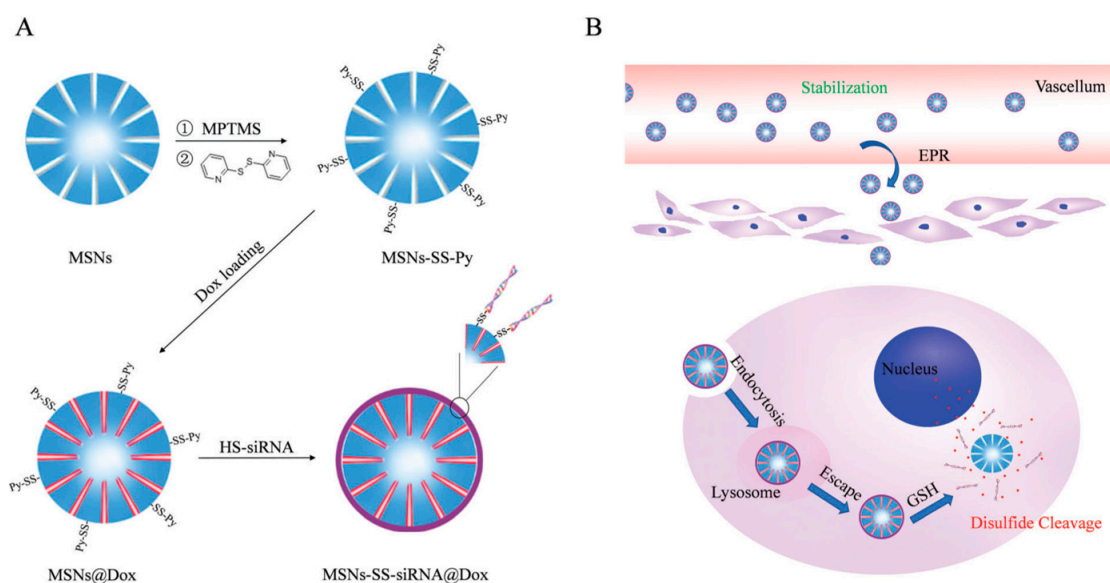 A
① MPTMS
②
S
S
N
N
MSNs
Py-SS-
-SS-Py
-SS-Py
Py-SS-
Py-SS-
-SS-Py
MSNs-SS-Py
Dox loading
Py-SS-
-SS-Py
-SS-Py
Py-SS-
Py-SS-
-SS-Py
MSNs@Dox
HS-siRNA
-SS-
-SS-
MSNs-SS-siRNA@Dox
B
Stabilization
Vascellum
EPR
Nucleus
Endocytosis
Lysosome
Escape
GSH
Disulfide Cleavage